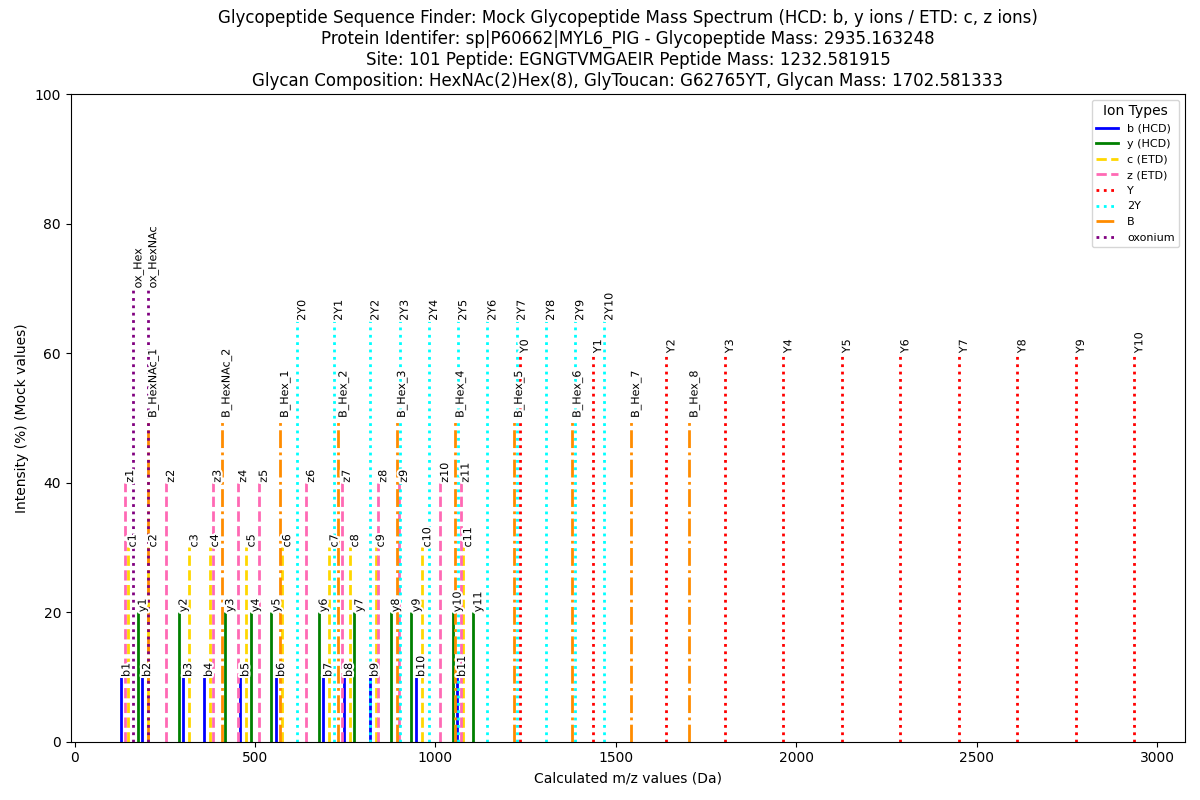 Glycopeptide Sequence Finder: Mock Glycopeptide Mass Spectrum (HCD: b, y ions / ETD: c, z ions)
Protein Identifer: sp|P60662|MYL6_PIG - Glycopeptide Mass: 2935.163248
Site: 101 Peptide: EGNGTVMGAEIR Peptide Mass: 1232.581915
Glycan Composition: HexNAc(2)Hex(8), GlyToucan: G62765YT, Glycan Mass: 1702.581333
Intensity (%) (Mock values)
100
80
60
40
20
0
Ion Types
b (HCD)
y (HCD)
c (ETD)
z (ETD)
Y
2Y
B
oxonium
ox_Hex
ox_HexNAc
2Y0
2Y1
2Y2
2Y3
2Y4
2Y5
2Y6
2Y7
2Y8
2Y9
2Y10
Y0
Y1
Y2
Y3
Y4
Y5
Y6
Y7
Y8
Y9
Y10
B_HexNAc_1
B_HexNAc_2
B_Hex_1
B_Hex_2
B_Hex_3
B_Hex_4
B_Hex_5
B_Hex_6
B_Hex_7
B_Hex_8
z1
z2
z3
z4
z5
z6
z7
z8
z9
z10
z11
c1
c2
c3
c4
c5
c6
c7
c8
c9
c10
c11
y1
y2
y3
y4
y5
y6
y7
y8
y9
y10
y11
b1
b2
b3
b4
b5
b6
b7
b8
b9
b10
b11
0
500
1000
1500
2000
2500
3000
Calculated m/z values (Da)